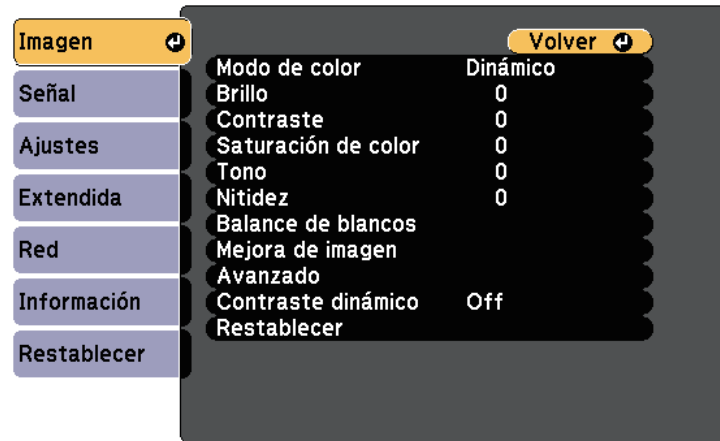 Imagen
Señal
Ajustes
Extendida
Red
Información
Restablecer
Volver
Modo de color Dinámico
Brillo 0
Contraste 0
Saturación de color 0
Tono 0
Nitidez 0
Balance de blancos
Mejora de imagen
Avanzado
Contraste dinámico Off
Restablecer